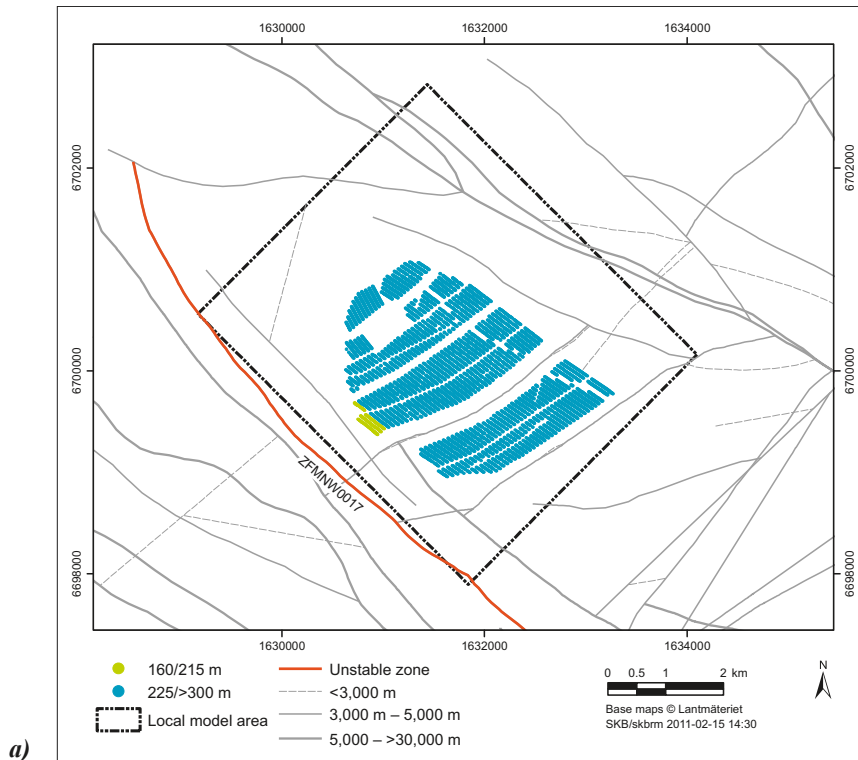 1630000 1632000 1634000
6702000 6702000
6700000 6700000
ZFMNW0017
6698000 6698000
1630000 1632000 1634000
160/215 m
225/>300 m
Local model area
Unstable zone
<3,000 m
3,000 m – 5,000 m
5,000 – >30,000 m
0 0.5 1 2 km
Base maps © Lantmäteriet
SKB/skbrm 2011-02-15 14:30
N
a)